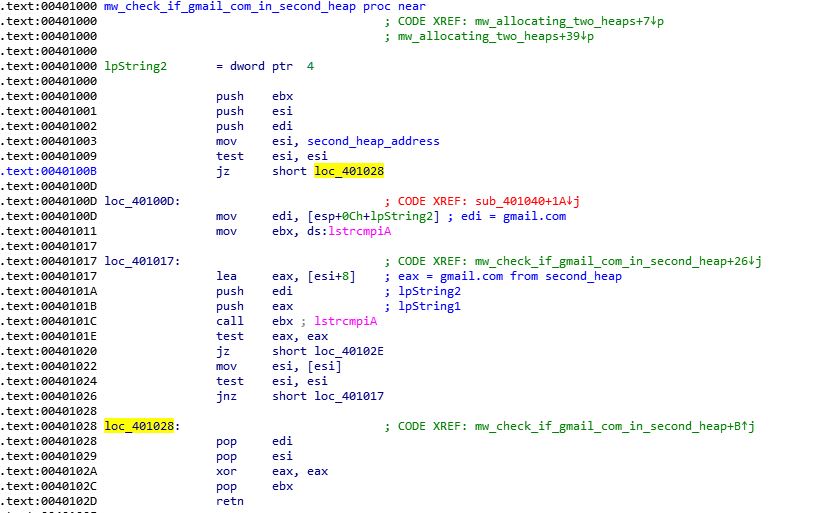 .text:00401000 mw_check_if_gmail_com_in_second_heap proc near
.text:00401000 ; CODE XREF: mw_allocating_two_heaps+7↓p
.text:00401000 ; mw_allocating_two_heaps+39↓p
.text:00401000
.text:00401000 lpString2 = dword ptr 4
.text:00401000
.text:00401000 push ebx
.text:00401001 push esi
.text:00401002 push edi
.text:00401003 mov esi, second_heap_address
.text:00401009 test esi, esi
.text:0040100B jz short loc_401028
.text:0040100D
.text:0040100D loc_40100D: ; CODE XREF: sub_401040+1A↓j
.text:0040100D mov edi, [esp+0Ch+lpString2] ; edi = gmail.com
.text:00401011 mov ebx, ds:lstrcmpiA
.text:00401017
.text:00401017 loc_401017: ; CODE XREF: mw_check_if_gmail_com_in_second_heap+26↓j
.text:00401017 lea eax, [esi+8] ; eax = gmail.com from second_heap
.text:0040101A push edi ; lpString2
.text:0040101B push eax ; lpString1
.text:0040101C call ebx ; lstrcmpiA
.text:0040101E test eax, eax
.text:00401020 jz short loc_40102E
.text:00401022 mov esi, [esi]
.text:00401024 test esi, esi
.text:00401026 jnz short loc_401017
.text:00401028
.text:00401028 loc_401028: ; CODE XREF: mw_check_if_gmail_com_in_second_heap+B↑j
.text:00401028 pop edi
.text:00401029 pop esi
.text:0040102A xor eax, eax
.text:0040102C pop ebx
.text:0040102D retn